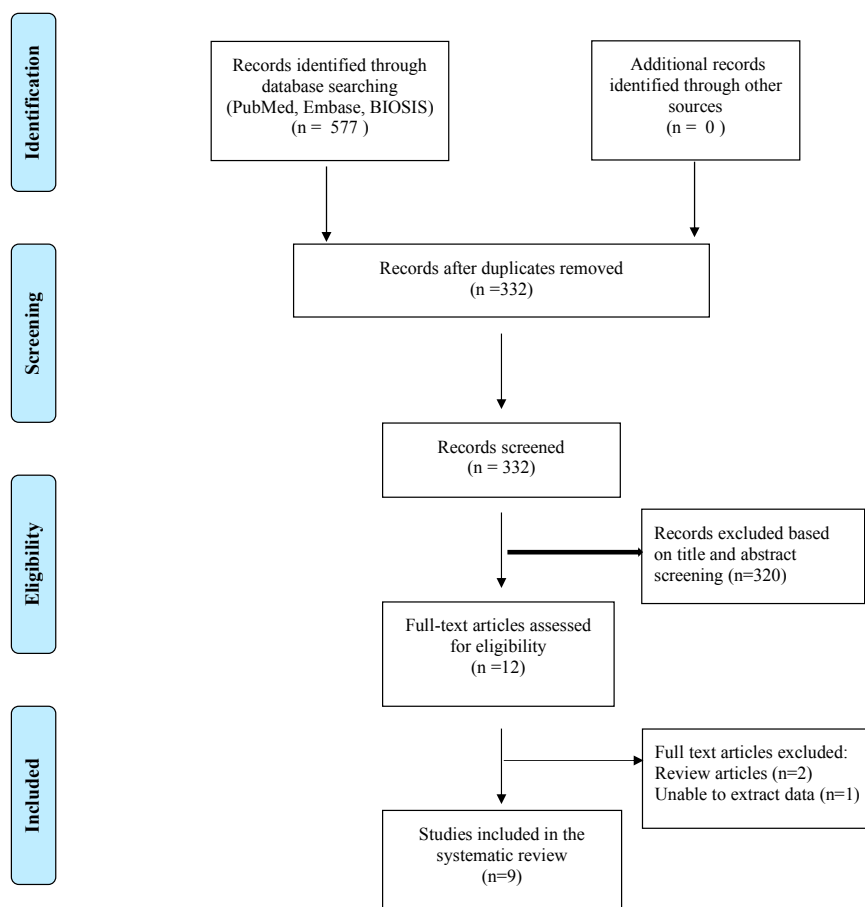 Identification
Records identified through
database searching
(PubMed, Embase, BIOSIS)
(n = 577 )
Additional records
identified through other
sources
(n = 0 )
Screening
Records after duplicates removed
(n =332)
Records screened
(n = 332)
Eligibility
Records excluded based
on title and abstract
screening (n=320)
Full-text articles assessed
for eligibility
(n =12)
Included
Full text articles excluded:
Review articles (n=2)
Unable to extract data (n=1)
Studies included in the
systematic review
(n=9)